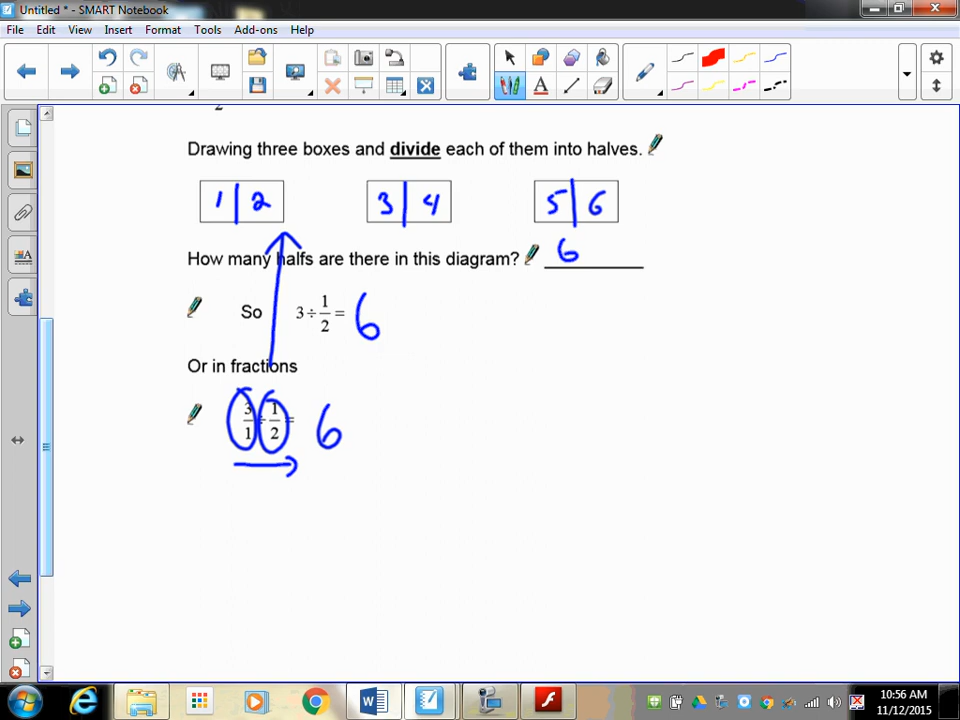 Untitled * - SMART Notebook
File Edit View Insert Format Tools Add-ons Help
2
Drawing three boxes and divide each of them into halves.
1 2 3 4 5 6
How many halfs are there in this diagram? 6
So 3 ÷ 1/2 = 6
Or in fractions
3/1 ÷ 1/2 = 6
10:56 AM
11/12/2015